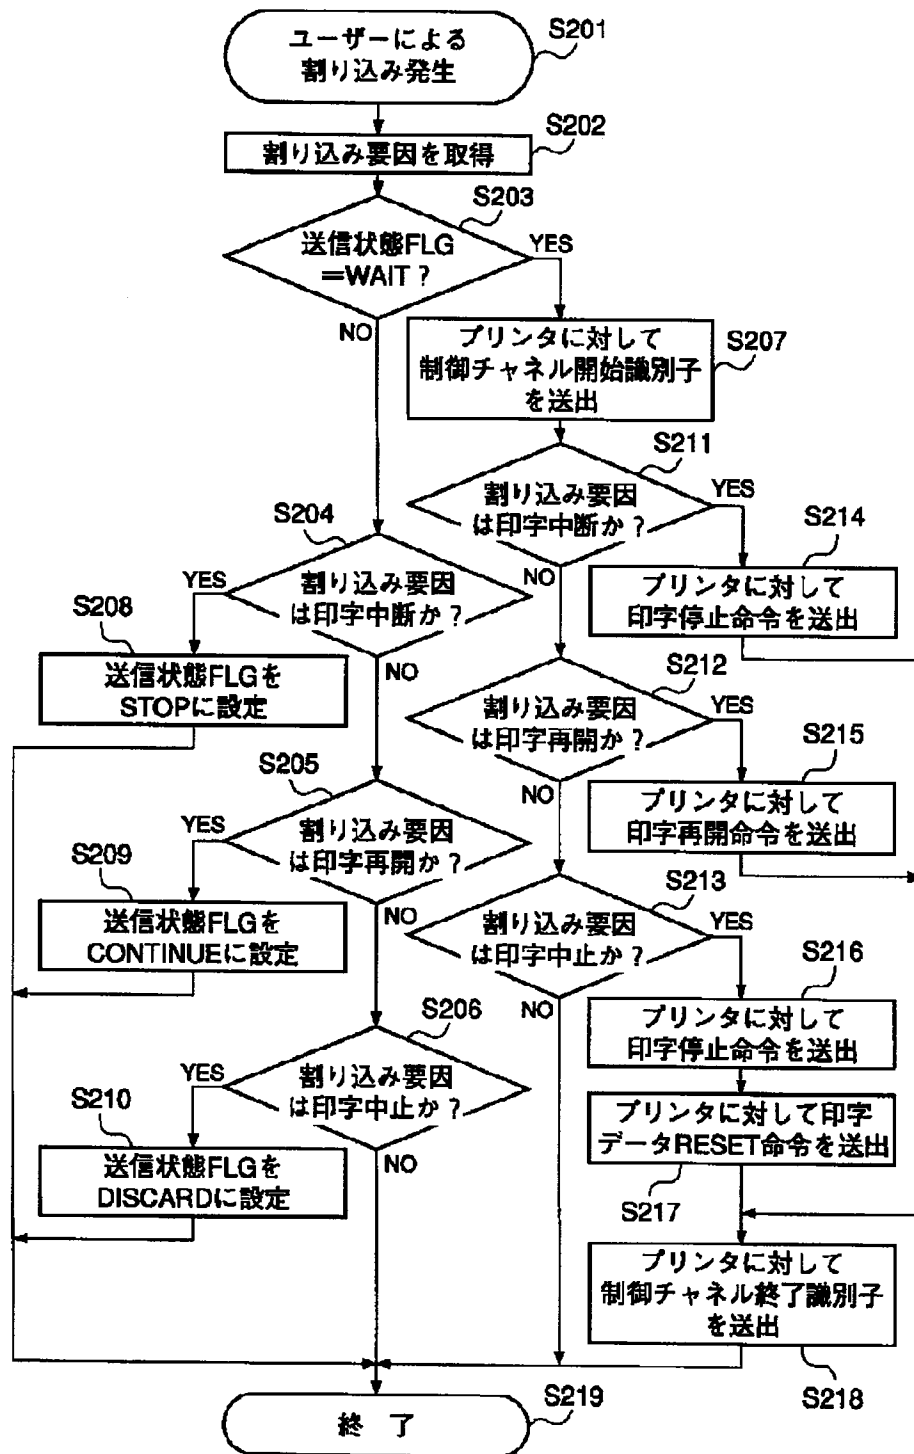 S201
ユーザーによる
割り込み発生
S202
割り込み要因を取得
S203
送信状態FLG
=WAIT?
YES
NO
S207
プリンタに対して
制御チャネル開始識別子
を送出
S211
割り込み要因
は印字中断か?
YES
NO
S204
割り込み要因
は印字中断か?
YES
NO
S214
プリンタに対して
印字停止命令を送出
S208
送信状態FLGを
STOPに設定
S212
割り込み要因
は印字再開か?
YES
NO
S205
割り込み要因
は印字再開か?
YES
NO
S215
プリンタに対して
印字再開命令を送出
S209
送信状態FLGを
CONTINUEに設定
S213
割り込み要因
は印字中止か?
YES
NO
S206
割り込み要因
は印字中止か?
YES
NO
S216
プリンタに対して
印字停止命令を送出
S210
送信状態FLGを
DISCARDに設定
プリンタに対して印字
データRESET命令を送出
S217
プリンタに対して
制御チャネル終了識別子
を送出
S218
S219
終 了